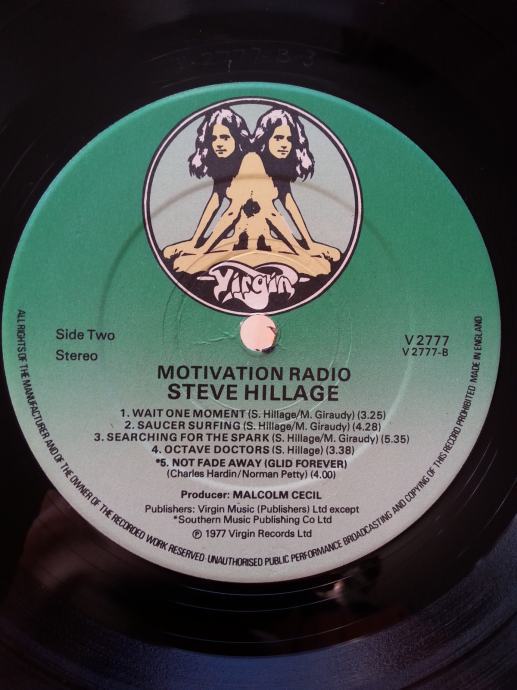 V-2777-B-3
Virgin
Side Two
Stereo
V 2777
V 2777-B
MOTIVATION RADIO
STEVE HILLAGE
1. WAIT ONE MOMENT (S. Hillage/M. Giraudy) (3.25)
2. SAUCER SURFING (S. Hillage/M. Giraudy) (4.28)
3. SEARCHING FOR THE SPARK (S. Hillage/M. Giraudy) (5.35)
4. OCTAVE DOCTORS (S. Hillage) (3.38)
*5. NOT FADE AWAY (GLID FOREVER)
(Charles Hardin/Norman Petty) (4.00)
Producer: MALCOLM CECIL
Publishers: Virgin Music (Publishers) Ltd except
*Southern Music Publishing Co Ltd
℗ 1977 Virgin Records Ltd
ALL RIGHTS OF THE MANUFACTURER AND OF THE OWNER OF THE RECORDED WORK RESERVED · UNAUTHORISED PUBLIC PERFORMANCE BROADCASTING AND COPYING OF THIS RECORD PROHIBITED MADE IN ENGLAND